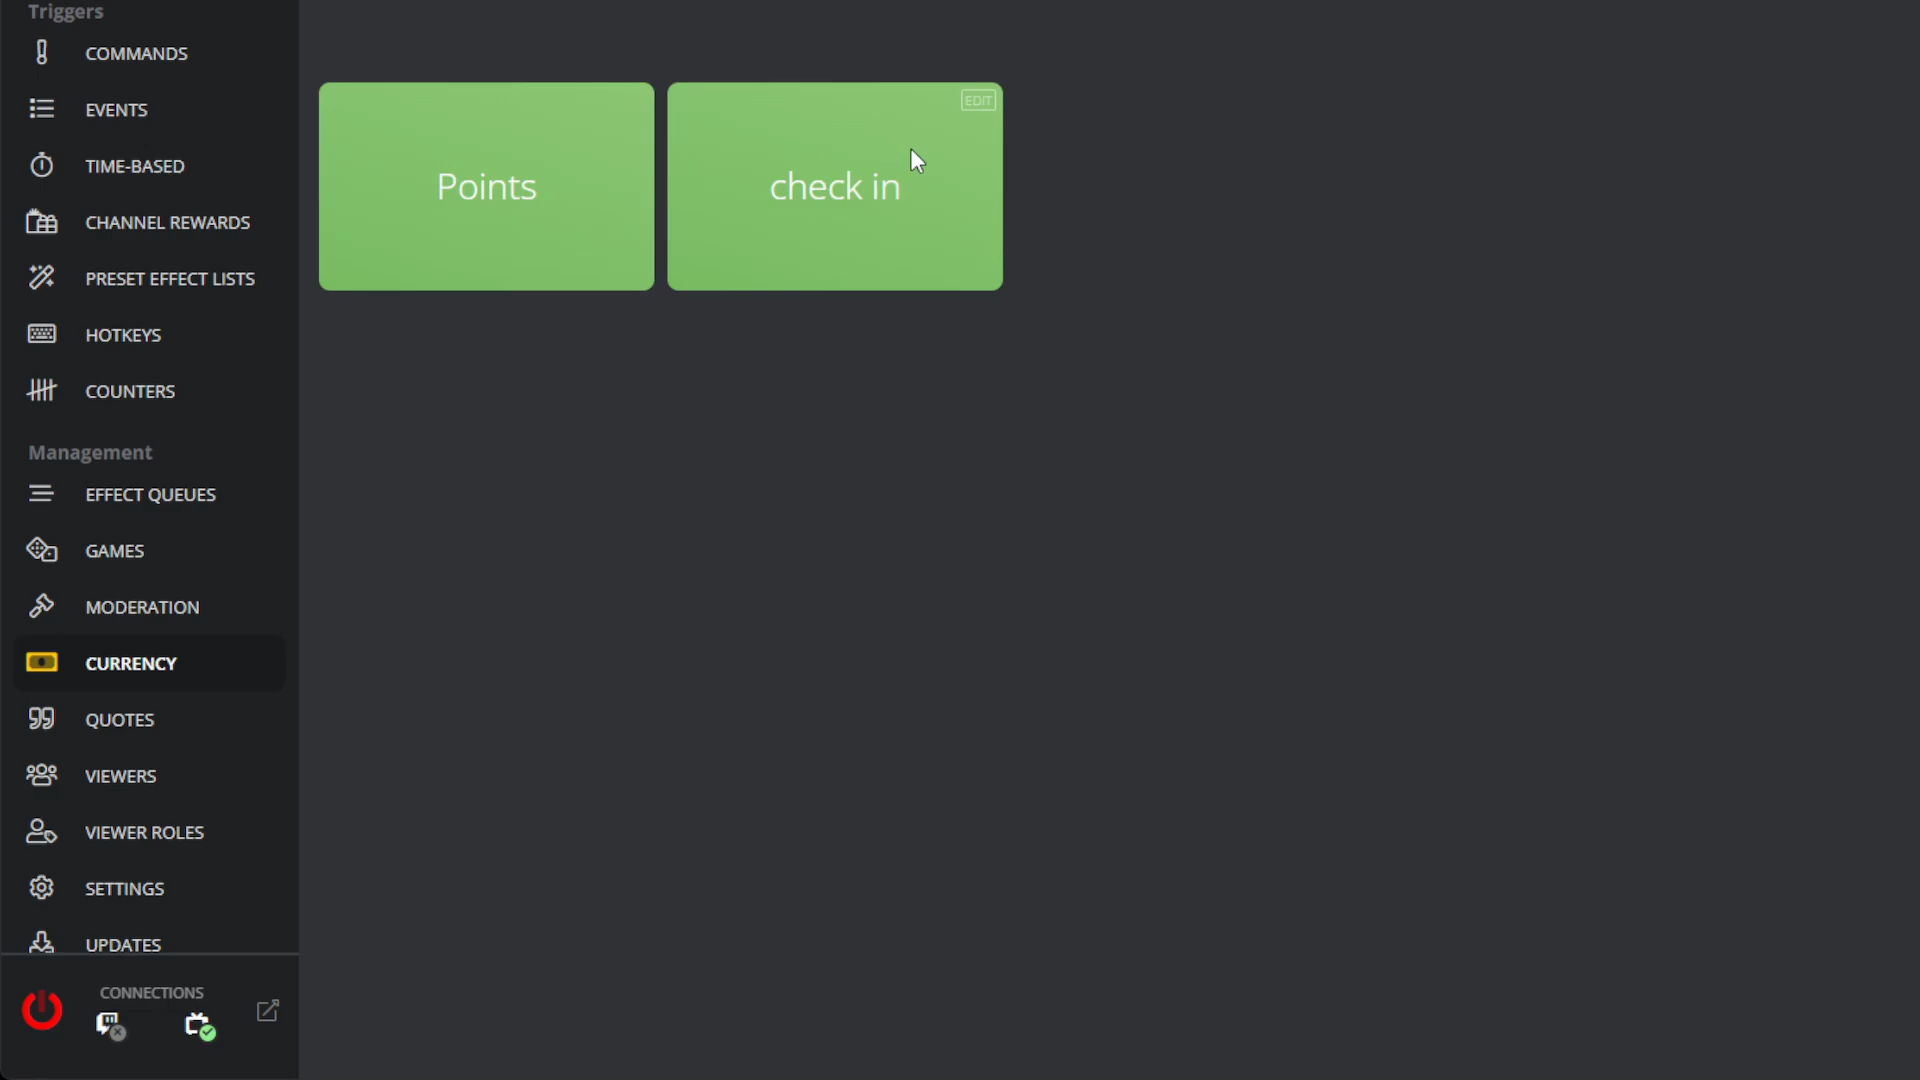 Triggers
COMMANDS
EVENTS
TIME-BASED
CHANNEL REWARDS
PRESET EFFECT LISTS
HOTKEYS
COUNTERS
Management
EFFECT QUEUES
GAMES
MODERATION
CURRENCY
QUOTES
VIEWERS
VIEWER ROLES
SETTINGS
UPDATES
CONNECTIONS
Points
EDIT
check in